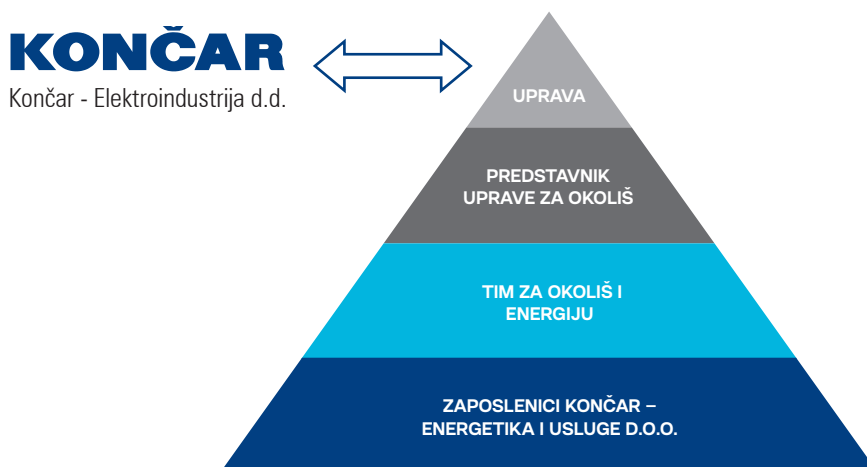 KONČAR
Končar - Elektroindustrija d.d.
UPRAVA
PREDSTAVNIK
UPRAVE ZA OKOLIŠ
TIM ZA OKOLIŠ I
ENERGIJU
ZAPOSLENICI KONČAR –
ENERGETIKA I USLUGE D.O.O.